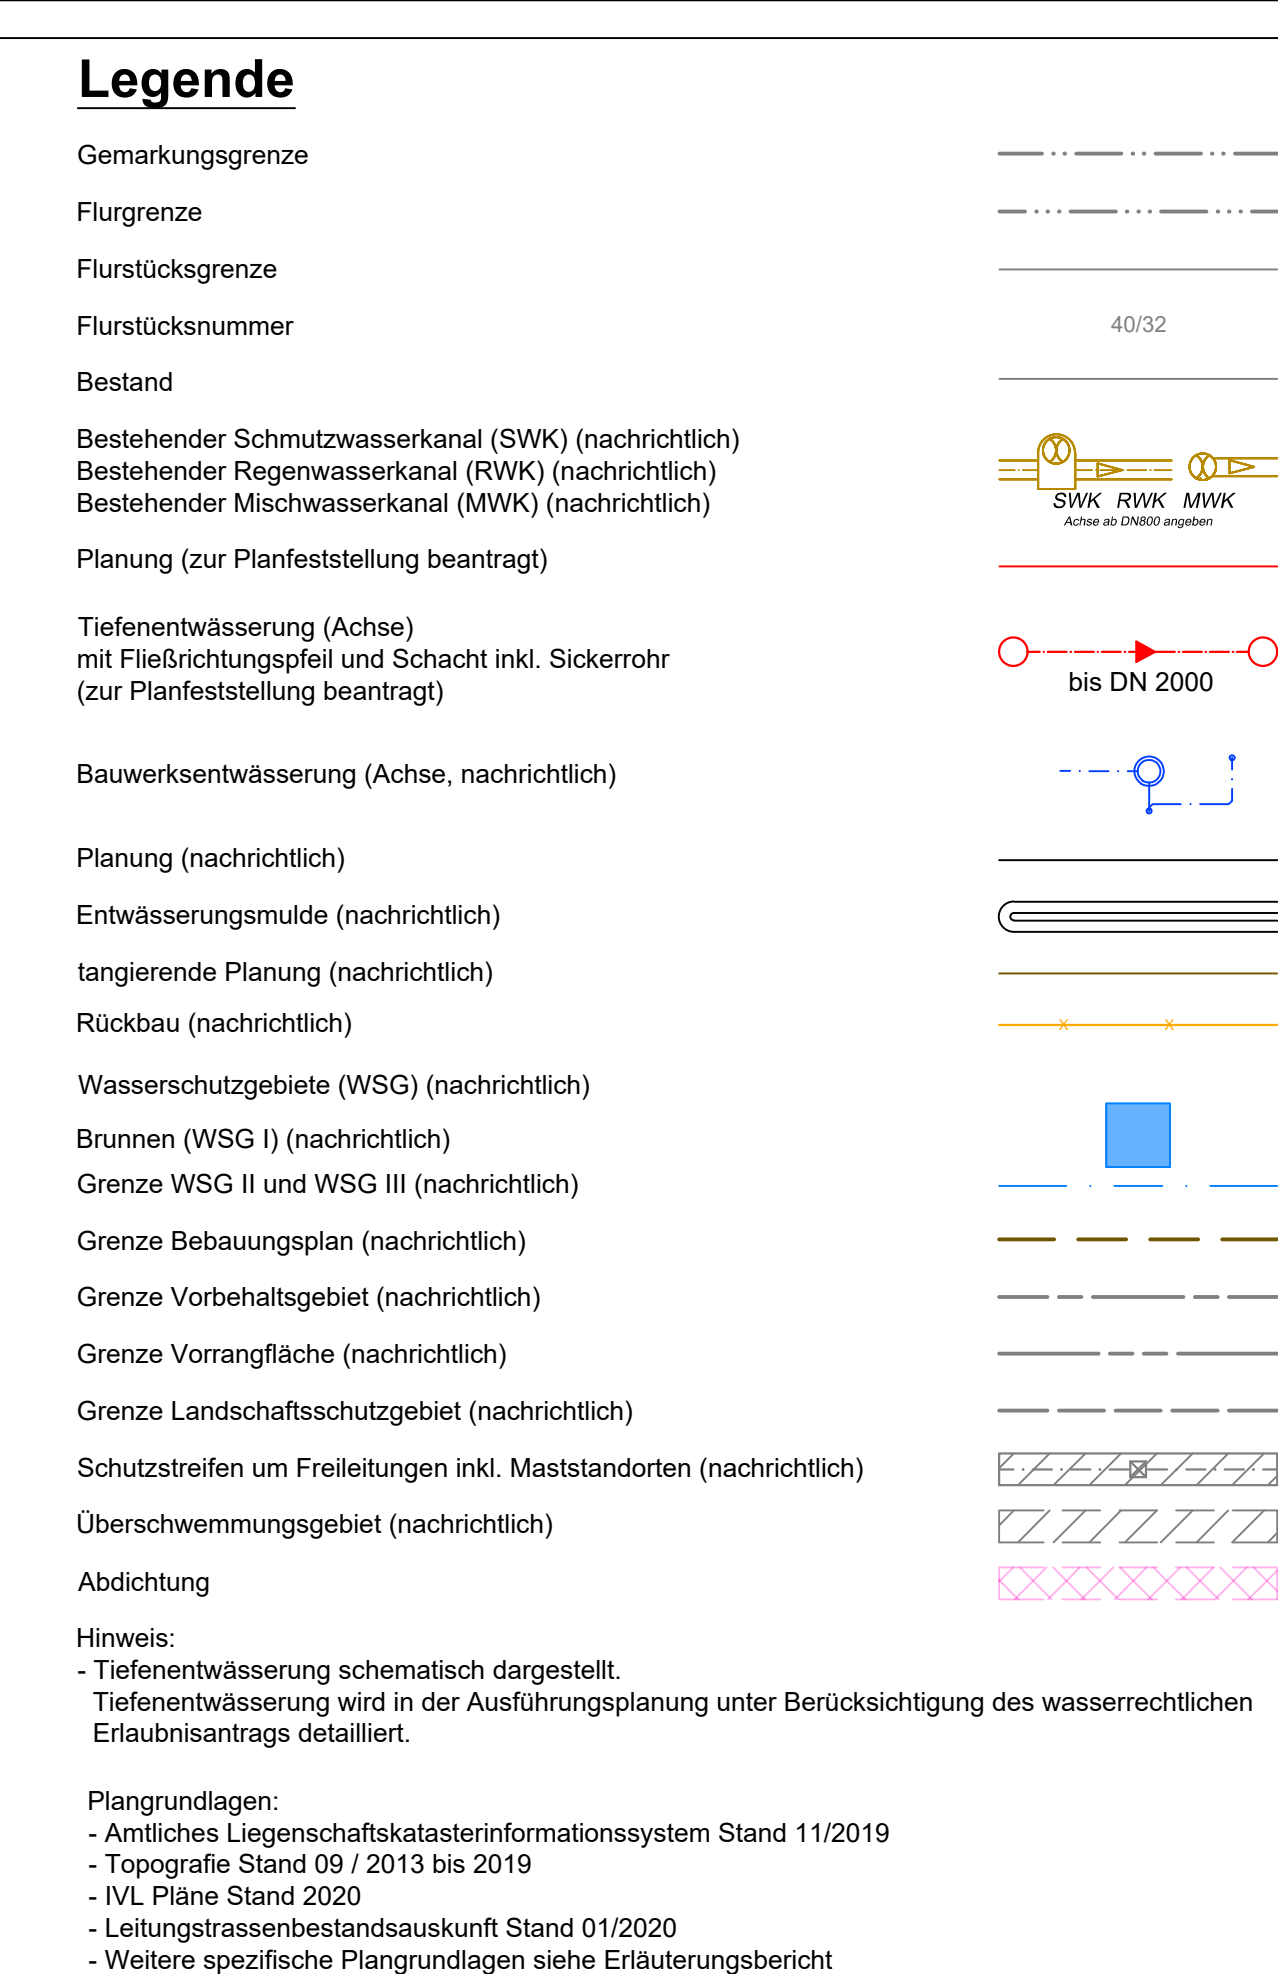 Legende
Gemarkungsgrenze
Flurgrenze
Flurstücksgrenze
Flurstücksnummer
40/32
Bestand
Bestehender Schmutzwasserkanal (SWK) (nachrichtlich)
Bestehender Regenwasserkanal (RWK) (nachrichtlich)
Bestehender Mischwasserkanal (MWK) (nachrichtlich)
SWK RWK MWK
Achse ab DN800 angeben
Planung (zur Planfeststellung beantragt)
Tiefenentwässerung (Achse)
mit Fließrichtungspfeil und Schacht inkl. Sickerrohr
(zur Planfeststellung beantragt)
bis DN 2000
Bauwerksentwässerung (Achse, nachrichtlich)
Planung (nachrichtlich)
Entwässerungsmulde (nachrichtlich)
tangierende Planung (nachrichtlich)
Rückbau (nachrichtlich)
Wasserschutzgebiete (WSG) (nachrichtlich)
Brunnen (WSG I) (nachrichtlich)
Grenze WSG II und WSG III (nachrichtlich)
Grenze Bebauungsplan (nachrichtlich)
Grenze Vorbehaltsgebiet (nachrichtlich)
Grenze Vorrangfläche (nachrichtlich)
Grenze Landschaftsschutzgebiet (nachrichtlich)
Schutzstreifen um Freileitungen inkl. Maststandorten (nachrichtlich)
Überschwemmungsgebiet (nachrichtlich)
Abdichtung
Hinweis:
- Tiefenentwässerung schematisch dargestellt.
Tiefenentwässerung wird in der Ausführungsplanung unter Berücksichtigung des wasserrechtlichen
Erlaubnisantrags detailliert.
Plangrundlagen:
- Amtliches Liegenschaftskatasterinformationssystem Stand 11/2019
- Topografie Stand 09 / 2013 bis 2019
- IVL Pläne Stand 2020
- Leitungstrassenbestandsauskunft Stand 01/2020
- Weitere spezifische Plangrundlagen siehe Erläuterungsbericht